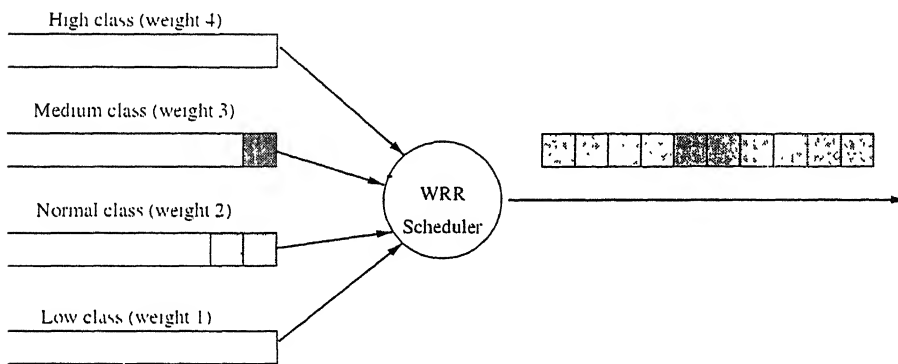 High class (weight 4)
Medium class (weight 3)
Normal class (weight 2)
Low class (weight 1)
WRR
Scheduler